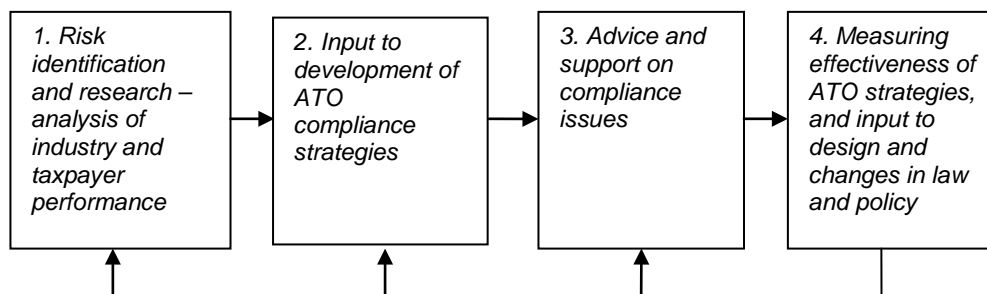 1. Risk
identification
and research –
analysis of
industry and
taxpayer
performance
2. Input to
development of
ATO
compliance
strategies
3. Advice and
support on
compliance
issues
4. Measuring
effectiveness of
ATO strategies,
and input to
design and
changes in law
and policy